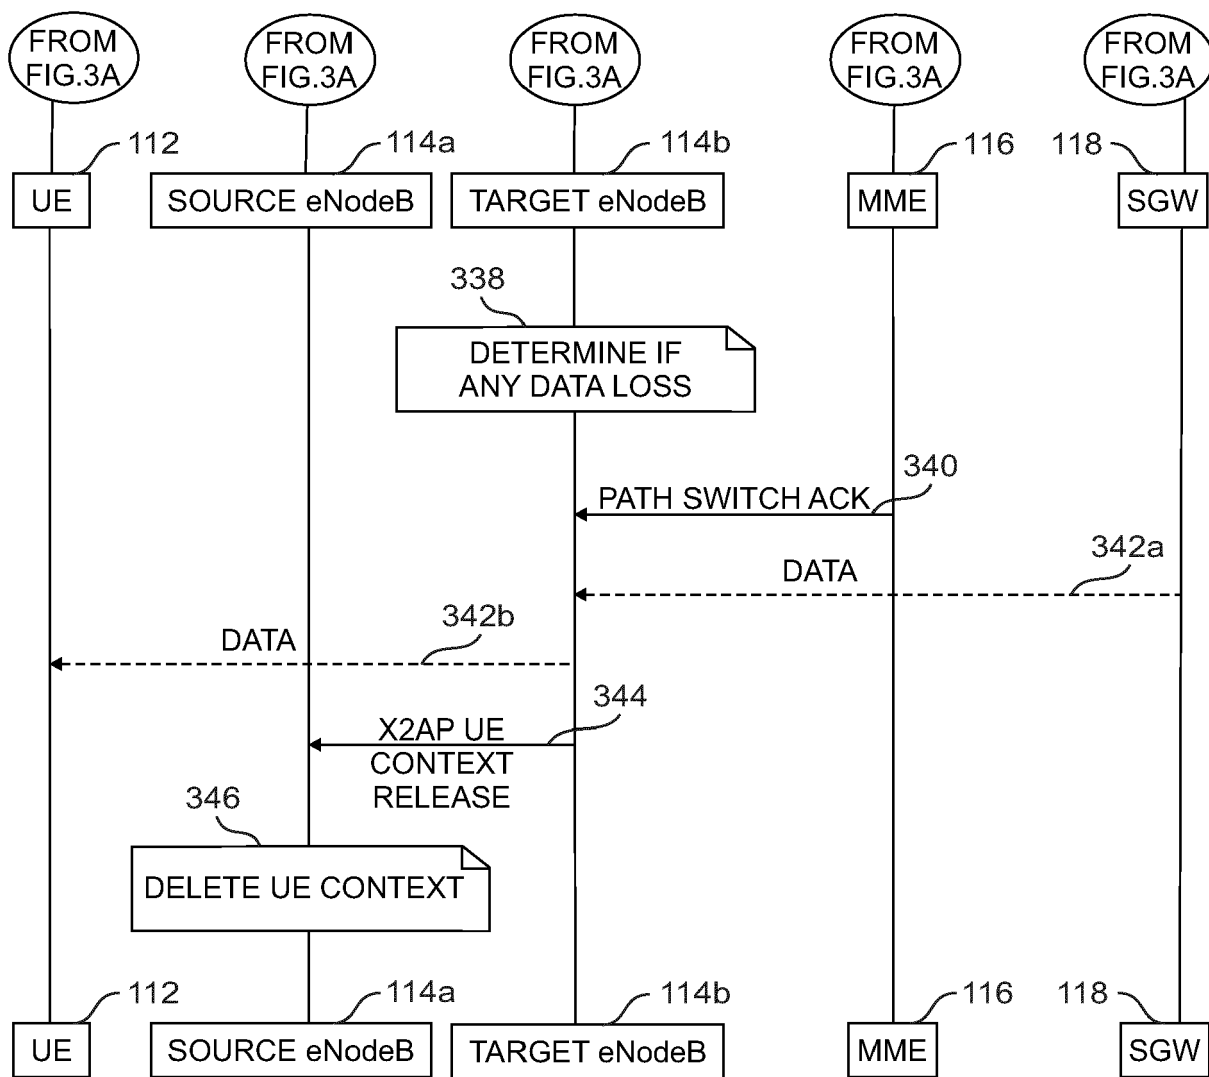 FROM
FIG.3A
FROM
FIG.3A
FROM
FIG.3A
FROM
FIG.3A
FROM
FIG.3A
112
114a
114b
116
118
UE
SOURCE eNodeB
TARGET eNodeB
MME
SGW
338
DETERMINE IF
ANY DATA LOSS
340
PATH SWITCH ACK
342a
DATA
342b
DATA
344
X2AP UE
CONTEXT
RELEASE
346
DELETE UE CONTEXT
112
114a
114b
116
118
UE
SOURCE eNodeB
TARGET eNodeB
MME
SGW